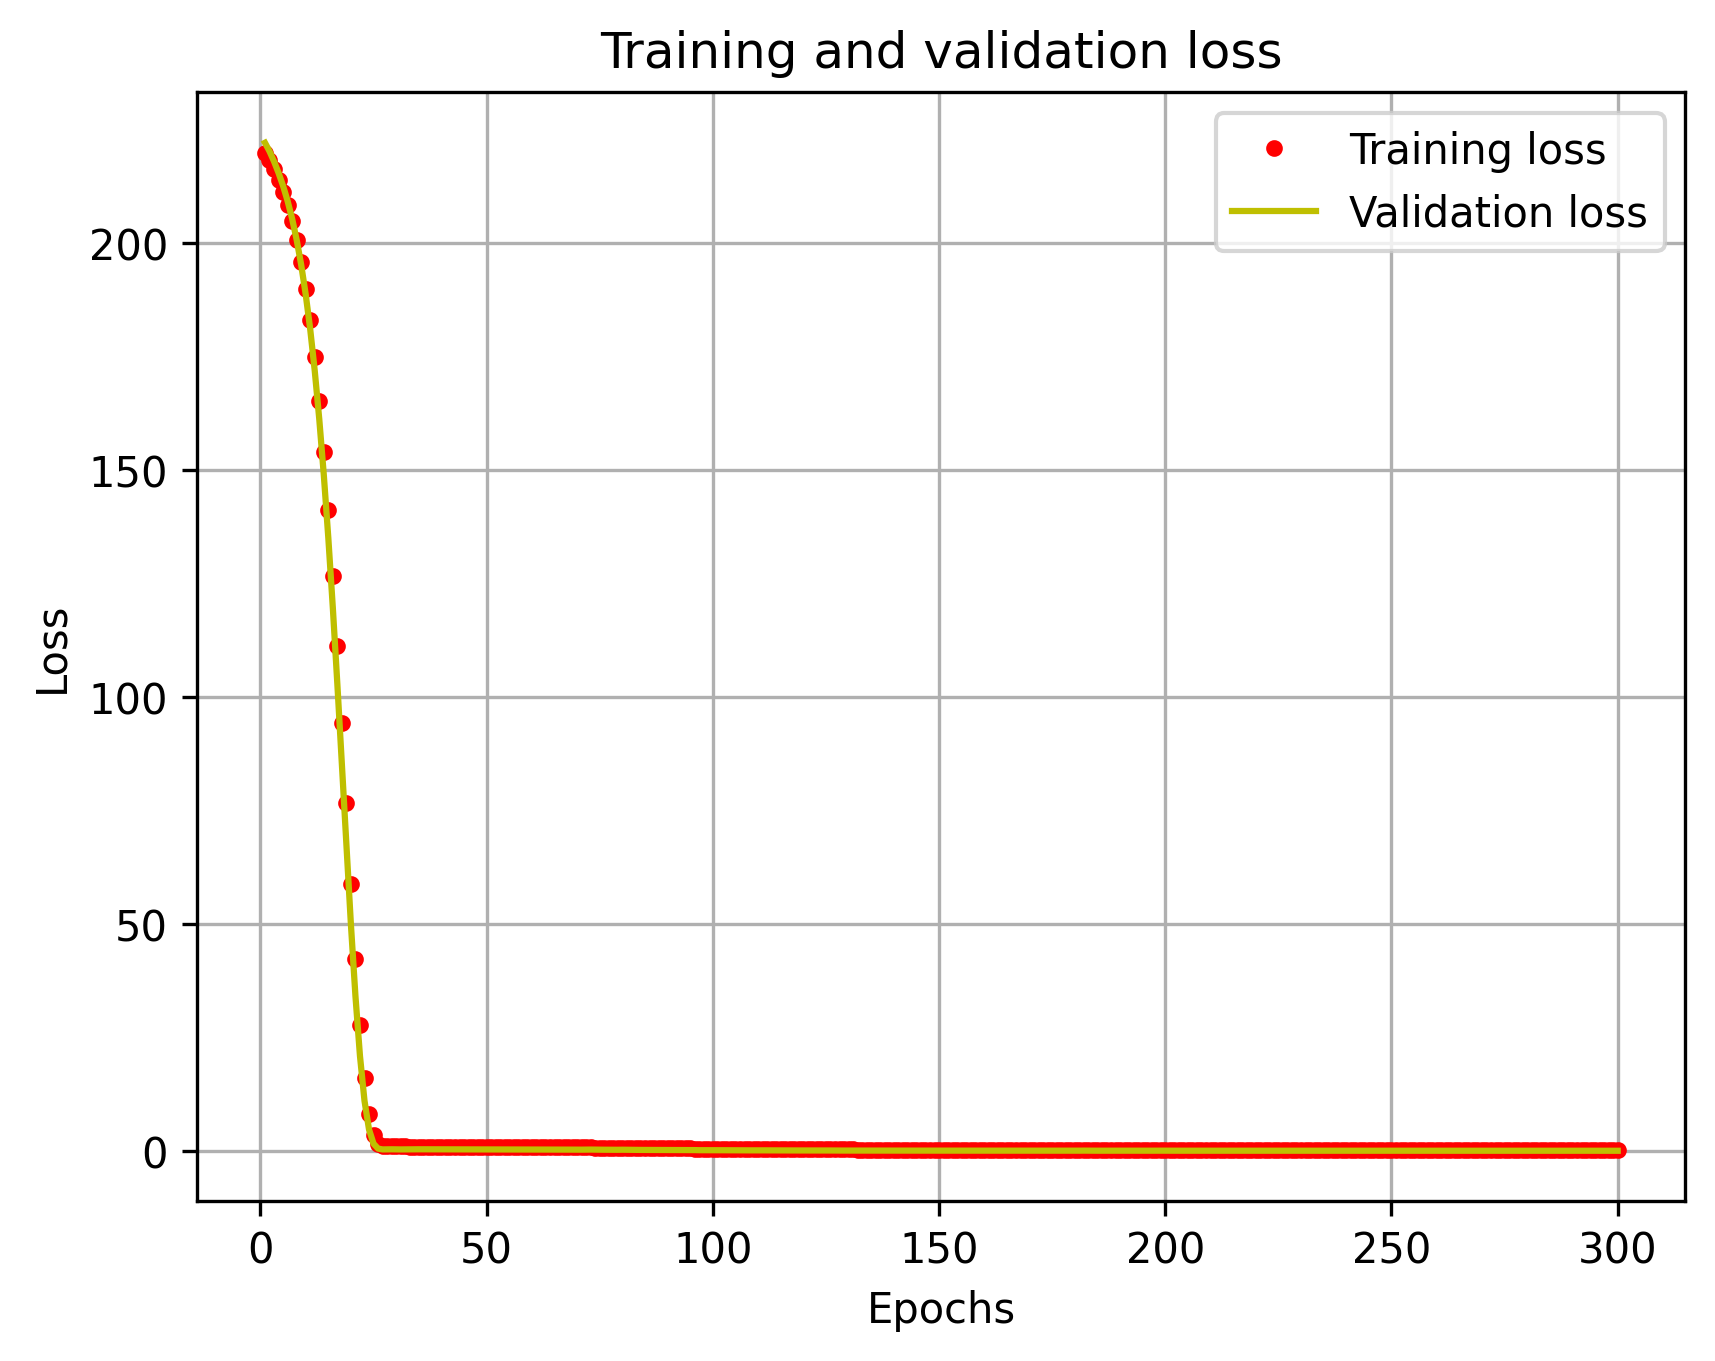 Training and validation loss
Training loss
Validation loss
200
150
100
50
0
Loss
0 50 100 150 200 250 300
Epochs